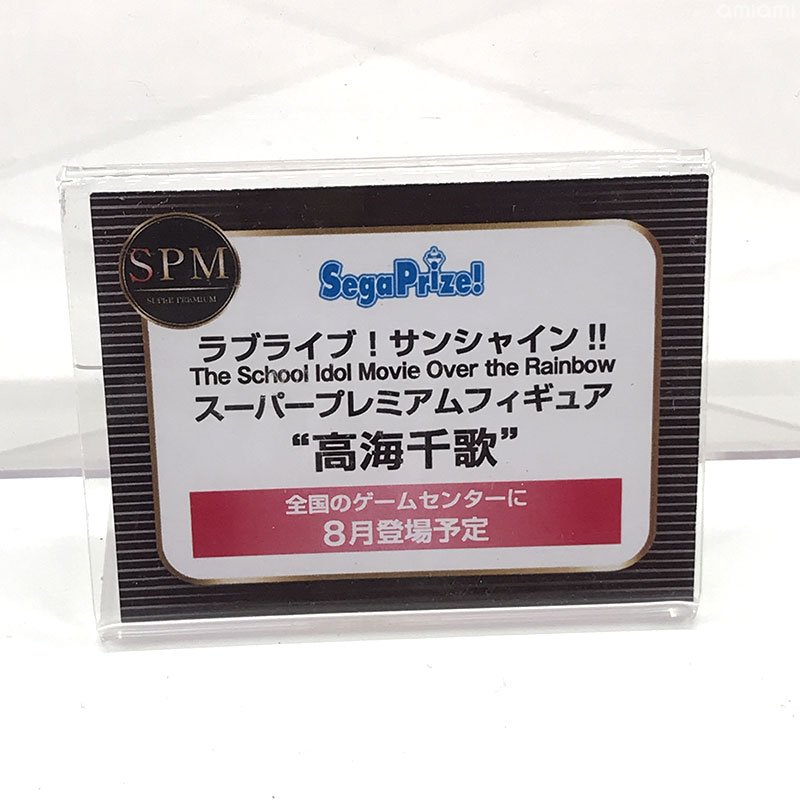 amiami
SPM
SUPER PREMIUM
SegaPrize!
ラブライブ！サンシャイン!!
The School Idol Movie Over the Rainbow
スーパープレミアムフィギュア
“高海千歌”
全国のゲームセンターに
8月登場予定